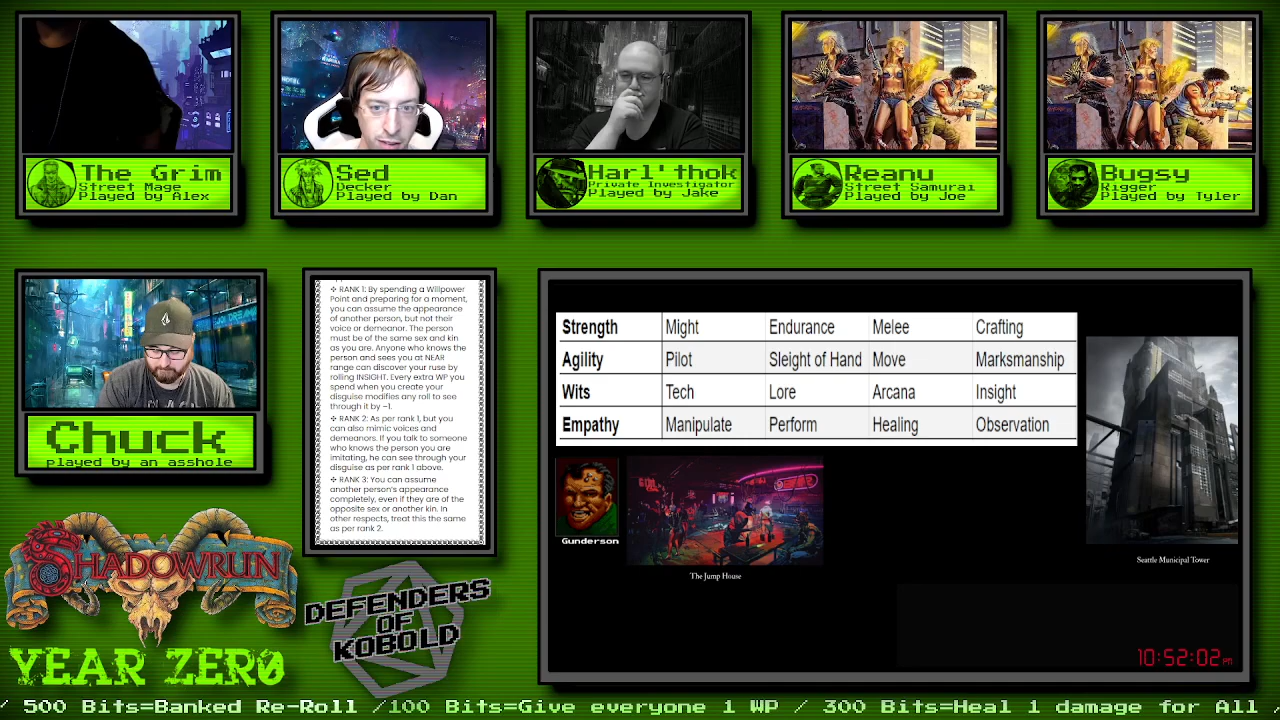 The Grim
Street Mage
Played by Alex
Sed
Decker
Played by Dan
Harl'thok
Private Investigator
Played by Jake
Reanu
Street Samurai
Played by Joe
Bugsy
Rigger
Played by Tyler
Chuck
played by an asshole
✣ RANK 1: By spending a Willpower
Point and preparing for a moment,
you can assume the appearance
of another person, but not their
voice or demeanor. The person
must be of the same sex and kin
as you are. Anyone who knows the
person and sees you at NEAR
range can discover your ruse by
rolling INSIGHT. Every extra WP you
spend when you create your
disguise modifies any roll to see
through it by –1.
✣ RANK 2: As per rank 1, but you
can also mimic voices and
demeanors. If you talk to someone
who knows the person you are
imitating, he can see through your
disguise as per rank 1 above.
✣ RANK 3: You can assume
another person's appearance
completely, even if they are of the
opposite sex or another kin. In
other respects, treat this the same
as per rank 2.
Strength Might Endurance Melee Crafting
Agility Pilot Sleight of Hand Move Marksmanship
Wits Tech Lore Arcana Insight
Empathy Manipulate Perform Healing Observation
Gunderson
The Jump House
Seattle Municipal Tower
10:52:02 PM
SHADOWRUN
YEAR ZERO
DEFENDERS
OF
KOBOLD
/ 500 Bits=Banked Re-Roll /100 Bits=Give everyone 1 WP / 300 Bits=Heal 1 damage for All /